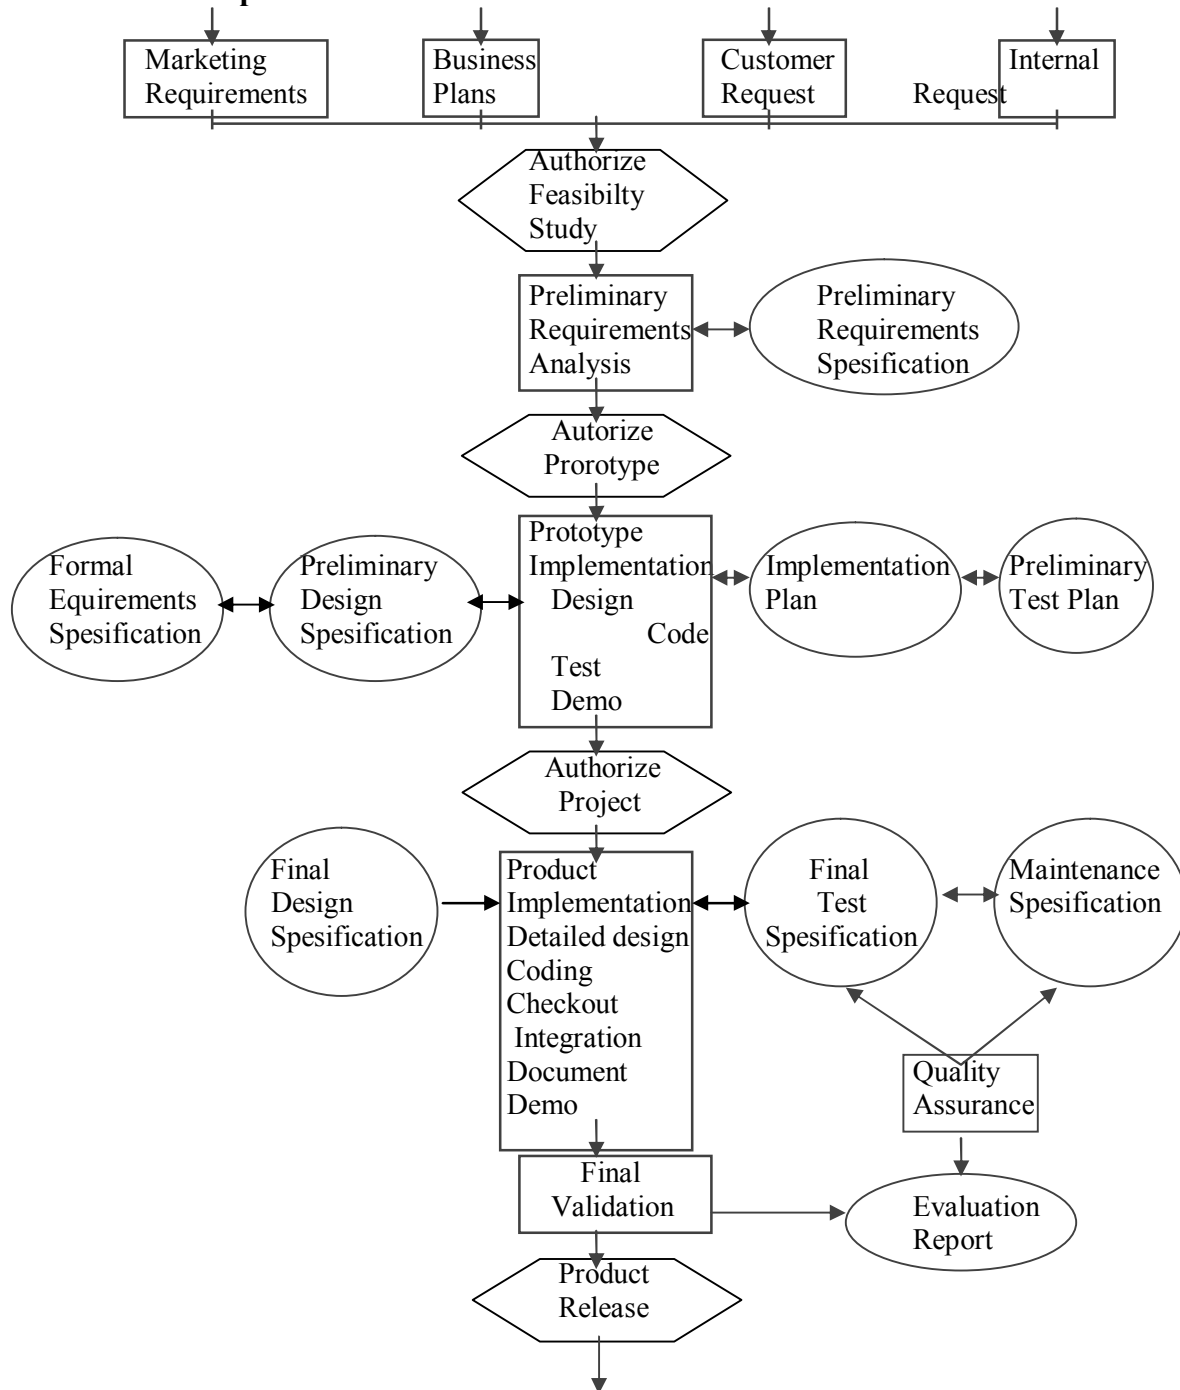 Marketing
Requirements
Business
Plans
Customer
Request
Internal
Request
Authorize
Feasibilty
Study
Preliminary
Requirements
Analysis
Preliminary
Requirements
Spesification
Autorize
Prorotype
Formal
Equirements
Spesification
Preliminary
Design
Spesification
Prototype
Implementation
Design
Code
Test
Demo
Implementation
Plan
Preliminary
Test Plan
Authorize
Project
Final
Design
Spesification
Product
Implementation
Detailed design
Coding
Checkout
Integration
Document
Demo
Final
Test
Spesification
Maintenance
Spesification
Quality
Assurance
Final
Validation
Evaluation
Report
Product
Release